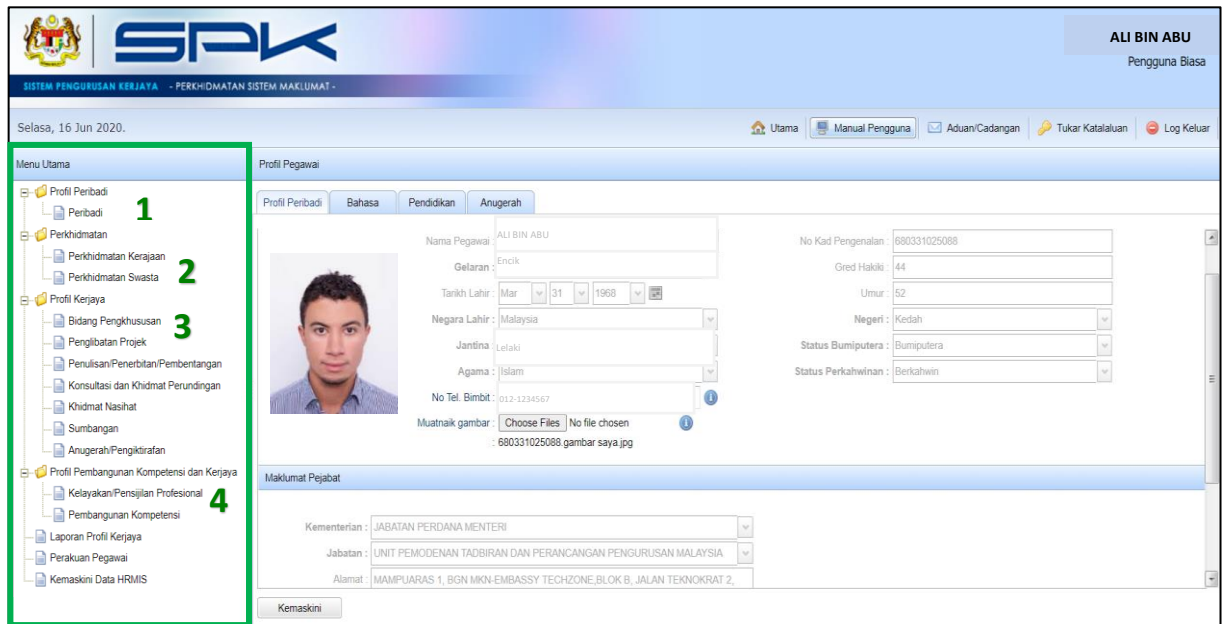 SPK
ALI BIN ABU
Pengguna Biasa
SISTEM PENGURUSAN KERJAYA - PERKHIDMATAN SISTEM MAKLUMAT -
Selasa, 16 Jun 2020.
Utama Manual Pengguna Aduan/Cadangan Tukar Katalaluan Log Keluar
Menu Utama
Profil Peribadi
Peribadi
1
Perkhidmatan
Perkhidmatan Kerajaan
Perkhidmatan Swasta
2
Profil Kerjaya
Bidang Pengkhususan
3
Penglibatan Projek
Penulisan/Penerbitan/Pembentangan
Konsultasi dan Khidmat Perundingan
Khidmat Nasihat
Sumbangan
Anugerah/Pengiktirafan
Profil Pembangunan Kompetensi dan Kerjaya
Kelayakan/Pensijilan Profesional
4
Pembangunan Kompetensi
Laporan Profil Kerjaya
Perakuan Pegawai
Kemaskini Data HRMIS
Profil Pegawai
Profil Peribadi Bahasa Pendidikan Anugerah
Nama Pegawai : ALI BIN ABU No Kad Pengenalan : 680331025088
Gelaran : Encik Gred Hakiki : 44
Tarikh Lahir : Mar 31 1968 Umur : 52
Negara Lahir : Malaysia Negeri : Kedah
Jantina : Lelaki Status Bumiputera : Bumiputera
Agama : Islam Status Perkahwinan : Berkahwin
No Tel. Bimbit : 012-1234567
Muatnaik gambar : Choose Files No file chosen
: 680331025088.gambar saya.jpg
Maklumat Pejabat
Kementerian : JABATAN PERDANA MENTERI
Jabatan : UNIT PEMODENAN TADBIRAN DAN PERANCANGAN PENGURUSAN MALAYSIA
Alamat : MAMPUARAS 1, BGN MKN-EMBASSY TECHZONE,BLOK B, JALAN TEKNOKRAT 2,
Kemaskini